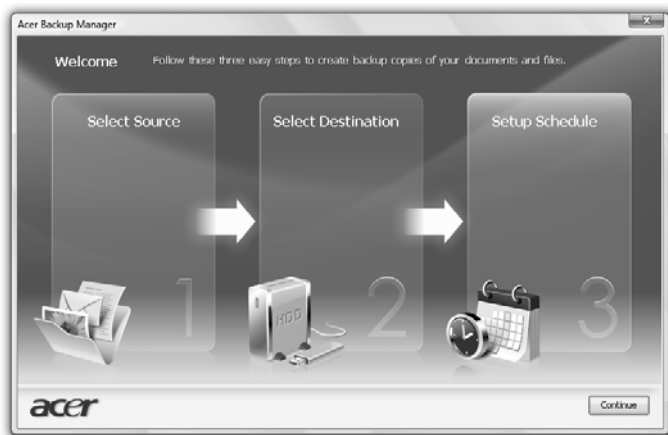 Acer Backup Manager
Welcome
Follow these three easy steps to create backup copies of your documents and files.
Select Source
Select Destination
Setup Schedule
1
HDD
2
3
acer
Continue